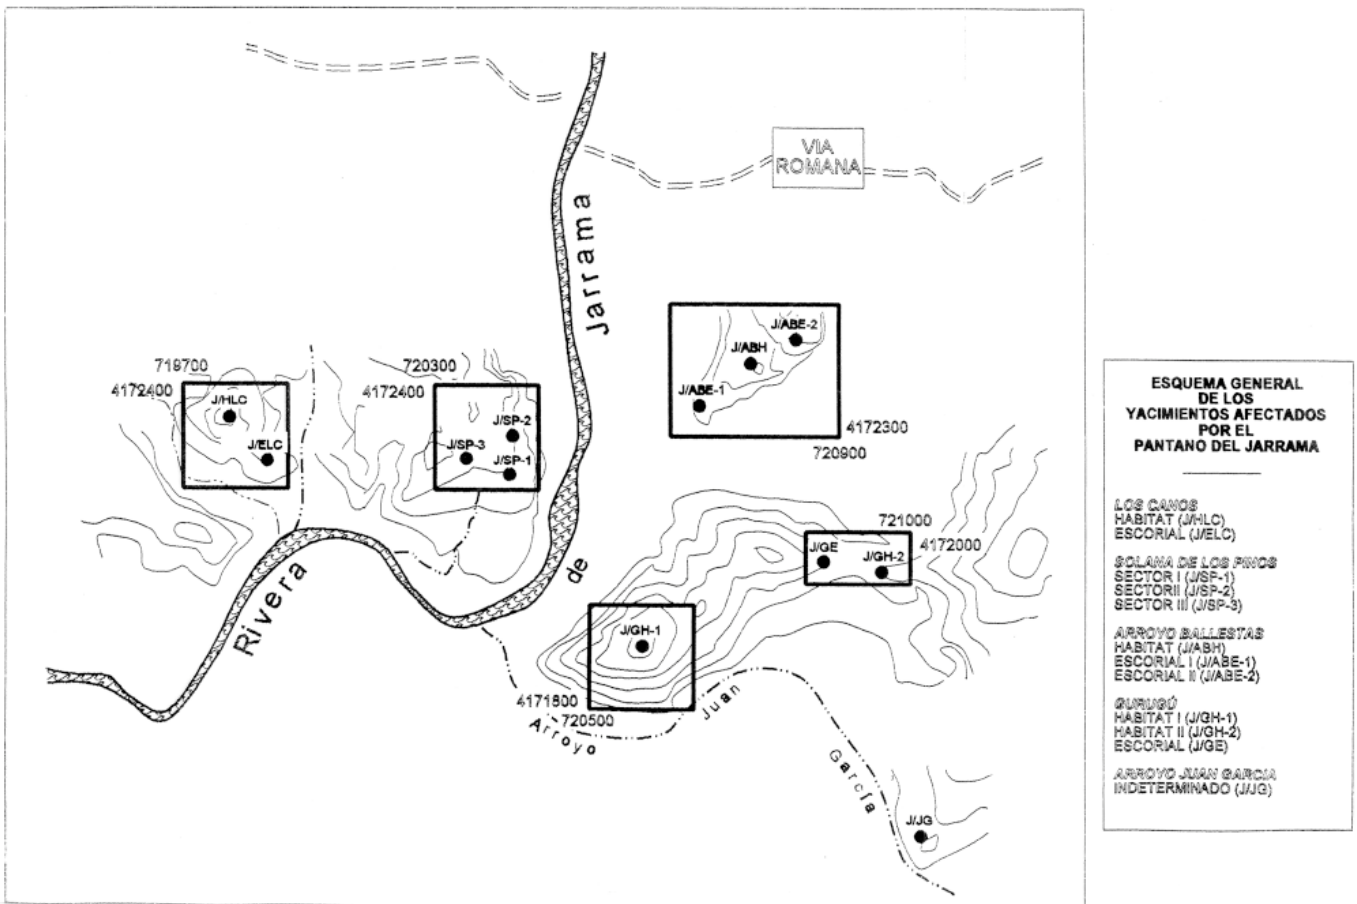 VIA
ROMANA
Jarrama
de
Rivera
719700
4172400
J/HLC
J/ELC
720300
4172400
J/SP-2
J/SP-3
J/SP-1
J/ABE-2
J/ABH
J/ABE-1
4172300
720900
721000
4172000
J/GE
J/GH-2
J/GH-1
4171800
720500
Arroyo
Juan
García
J/JG
ESQUEMA GENERAL
DE LOS
YACIMIENTOS AFECTADOS
POR EL
PANTANO DEL JARRAMA
LOS CANOS
HABITAT (J/HLC)
ESCORIAL (J/ELC)
SOLANA DE LOS PINOS
SECTOR I (J/SP-1)
SECTORII (J/SP-2)
SECTOR III (J/SP-3)
ARROYO BALLESTAS
HABITAT (J/ABH)
ESCORIAL I (J/ABE-1)
ESCORIAL II (J/ABE-2)
GURUGÚ
HABITAT I (J/GH-1)
HABITAT II (J/GH-2)
ESCORIAL (J/GE)
ARROYO JUAN GARCIA
INDETERMINADO (J/JG)